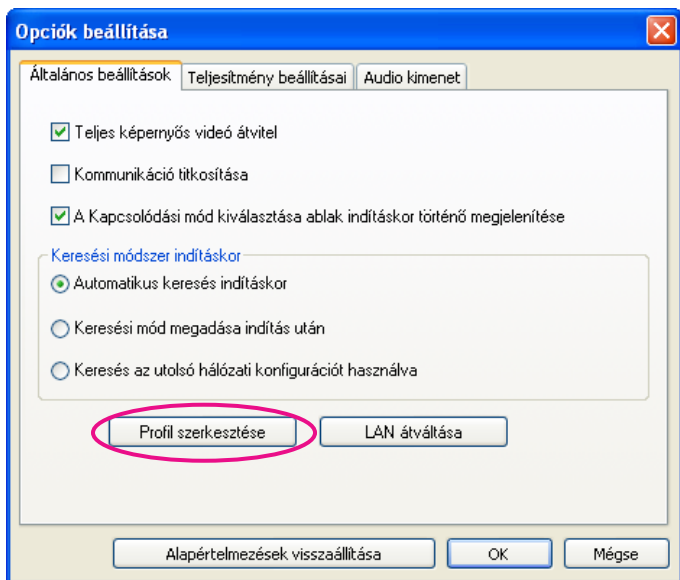 Opciók beállítása
Általános beállítások Teljesítmény beállításai Audio kimenet
Teljes képernyős videó átvitel
Kommunikáció titkosítása
A Kapcsolódási mód kiválasztása ablak indításkor történő megjelenítése
Keresési módszer indításkor
Automatikus keresés indításkor
Keresési mód megadása indítás után
Keresés az utolsó hálózati konfigurációt használva
Profil szerkesztése LAN átváltása
Alapértelmezések visszaállítása OK Mégse